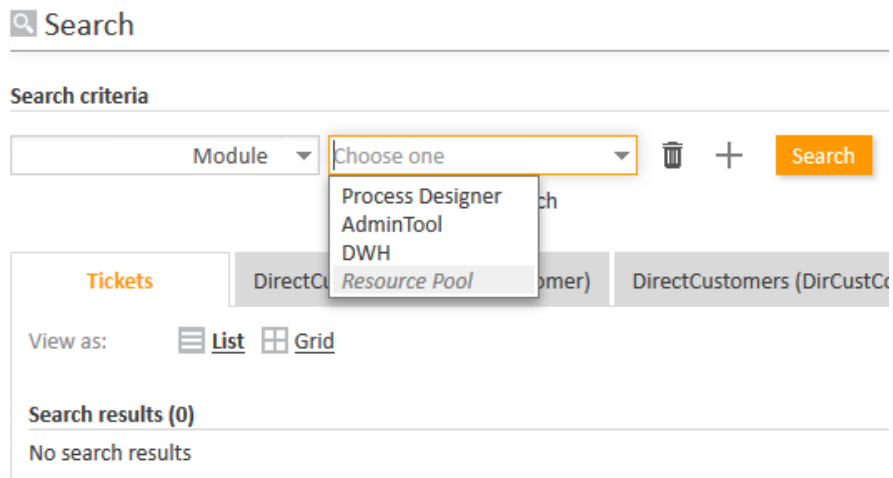 Search
Search criteria
Module Choose one Search
Process Designer
AdminTool
DWH
Resource Pool
Tickets
DirectCustomers (DirCustCo
View as: List Grid
Search results (0)
No search results